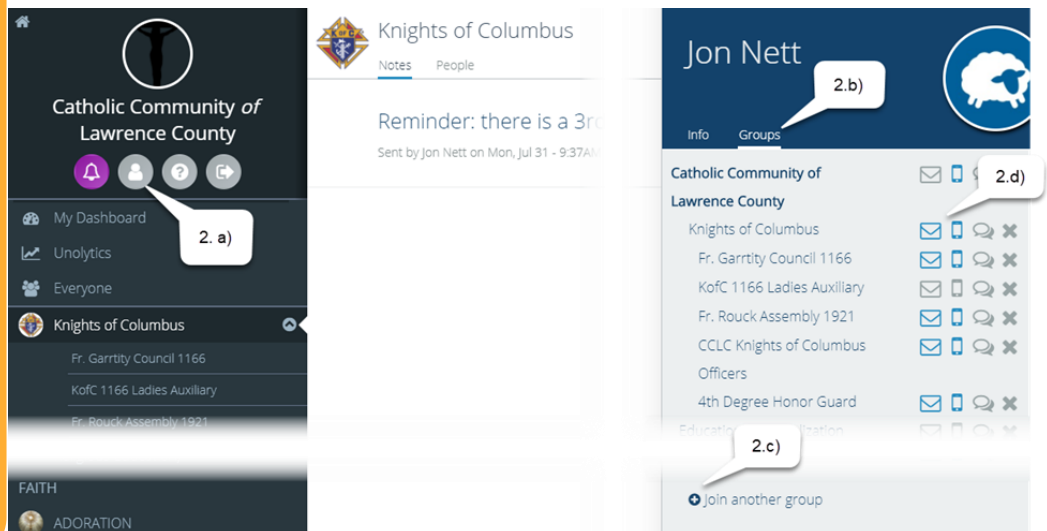 Catholic Community of
Lawrence County
2. a)
My Dashboard
Unolytics
Everyone
Knights of Columbus
Fr. Garrtity Council 1166
KofC 1166 Ladies Auxiliary
Fr. Rouck Assembly 1921
FAITH
ADORATION
Knights of Columbus
Notes People
Reminder: there is a 3r
Sent by Jon Nett on Mon, Jul 31 - 9:37AM
Jon Nett
2.b)
Info Groups
Catholic Community of
Lawrence County
2.d)
Knights of Columbus
Fr. Garrtity Council 1166
KofC 1166 Ladies Auxiliary
Fr. Rouck Assembly 1921
CCLC Knights of Columbus
Officers
4th Degree Honor Guard
2.c)
Join another group